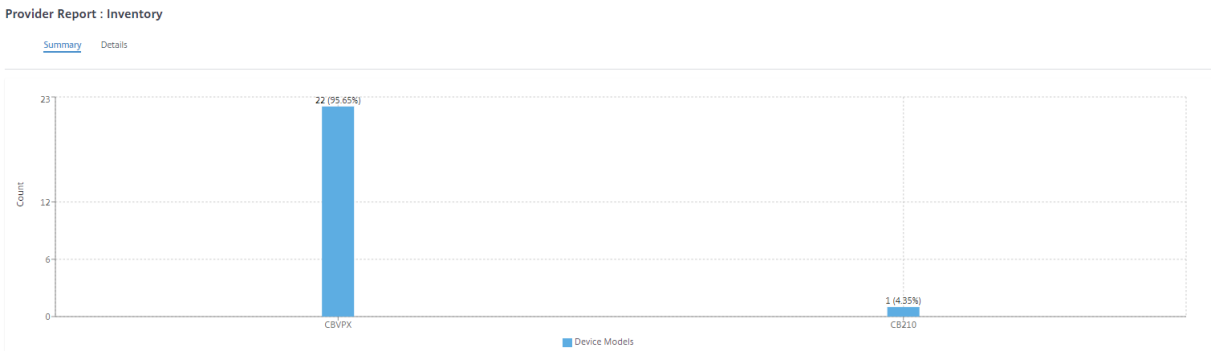 Provider Report : Inventory
Summary Details
23
22 (95.65%)
Count
12
6
1 (4.35%)
0
CBVPX CB210
Device Models